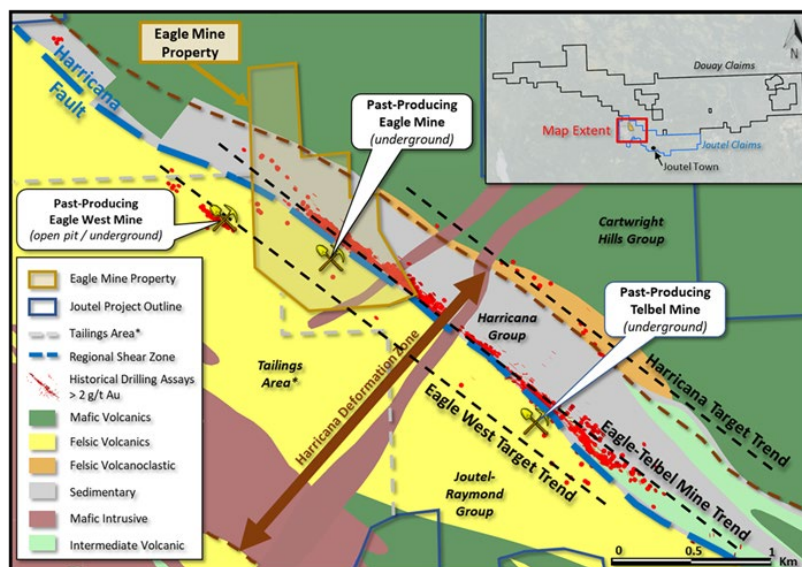 Eagle Mine
Property
Harricana
Fault
Past-Producing
Eagle Mine
(underground)
N
Douay Claims
Map Extent
Joutel Claims
Joutel Town
Past-Producing
Eagle West Mine
(open pit / underground)
Cartwright
Hills Group
Past-Producing
Telbel Mine
(underground)
Harricana
Group
Tailings
Area*
Harricana Deformation Zone
Harricana Target Trend
Eagle-Telbel Mine Trend
Eagle West Target Trend
Joutel-
Raymond
Group
Eagle Mine Property
Joutel Project Outline
Tailings Area*
Regional Shear Zone
Historical Drilling Assays
> 2 g/t Au
Mafic Volcanics
Felsic Volcanics
Felsic Volcanoclastic
Sedimentary
Mafic Intrusive
Intermediate Volcanic
0 0.5 1
Km